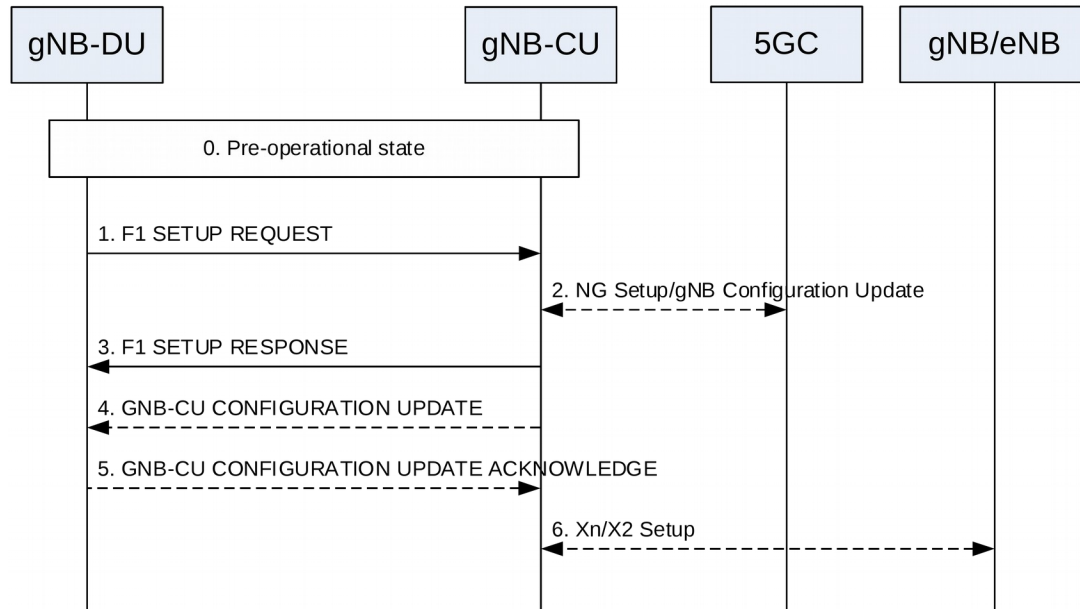 gNB-DU
gNB-CU
5GC
gNB/eNB
0. Pre-operational state
1. F1 SETUP REQUEST
2. NG Setup/gNB Configuration Update
3. F1 SETUP RESPONSE
4. GNB-CU CONFIGURATION UPDATE
5. GNB-CU CONFIGURATION UPDATE ACKNOWLEDGE
6. Xn/X2 Setup